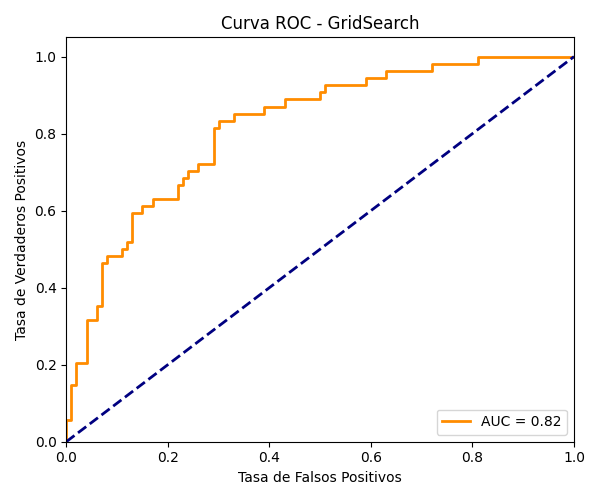 Curva ROC - GridSearch
1.0
0.8
0.6
0.4
0.2
0.0
Tasa de Verdaderos Positivos
AUC = 0.82
0.0 0.2 0.4 0.6 0.8 1.0
Tasa de Falsos Positivos